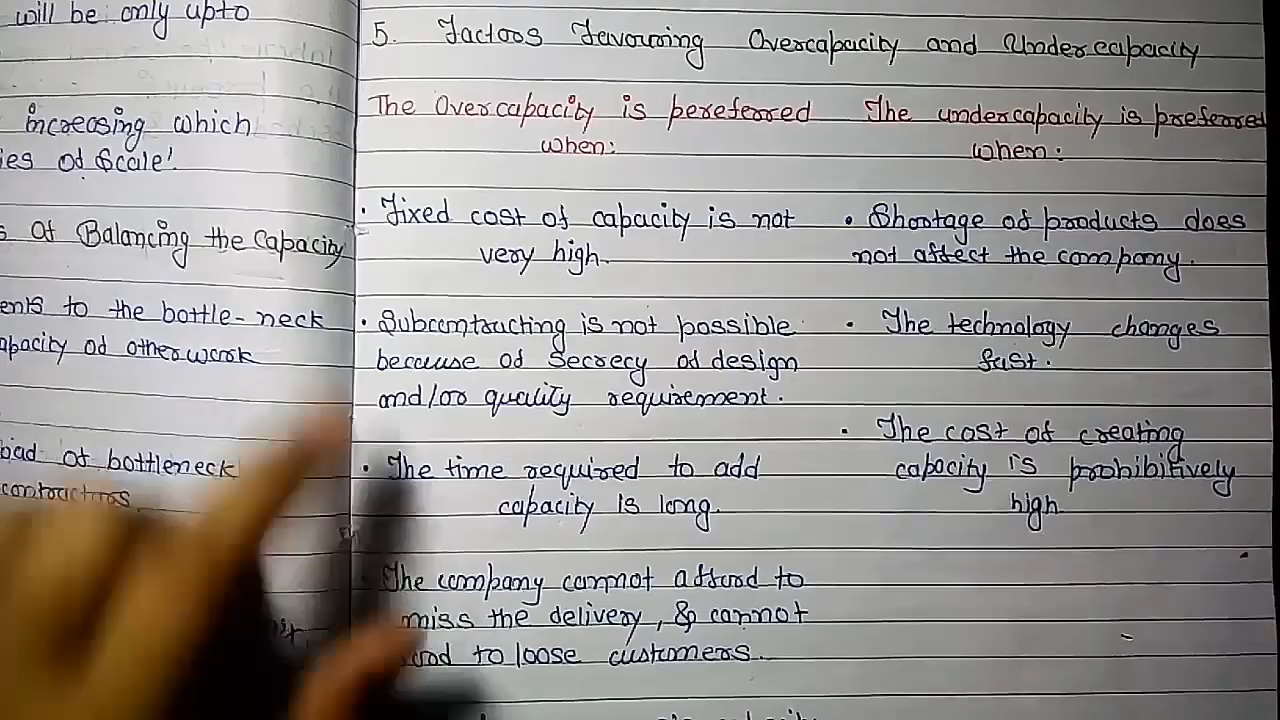 will be only upto
increasing which
ies of Scale!
s of Balancing the Capacity
ents to the bottle-neck
apacity of other work
oad of bottleneck
contractors
5. Factors Favouring Overcapacity and Undercapacity
The Overcapacity is pereferred when:
• Fixed cost of capacity is not
very high.
• Subcontracting is not possible
because of Secrecy of design
and/or quality requirement.
• The time required to add
capacity is long.
The company cannot afford to
miss the delivery, & cannot
to loose customers.
The undercapacity is preferred
when:
• Shortage of products does
not affect the company.
• The technology changes
fast.
• The cost of creating
capacity is prohibitively
high